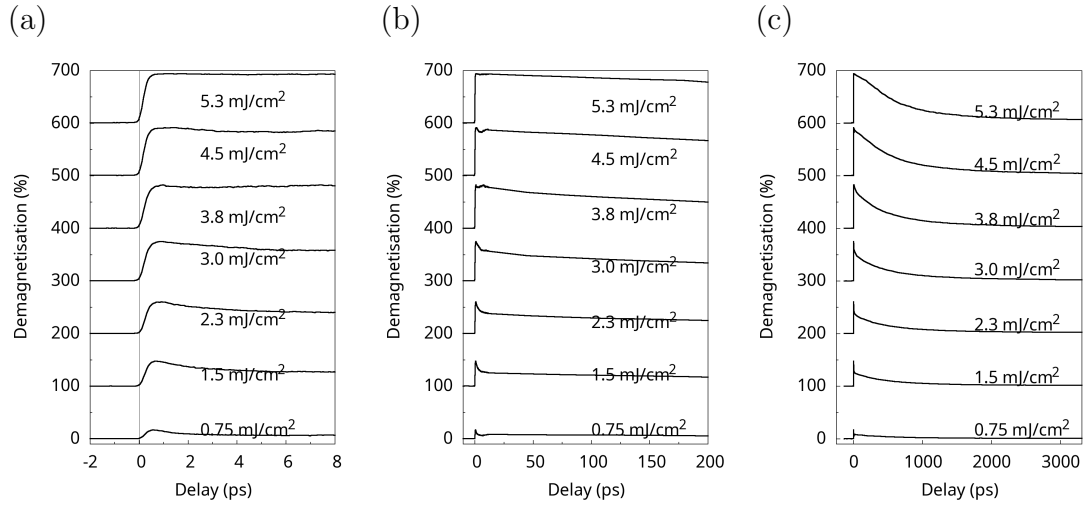 (a)
Demagnetisation (%)
700
600
500
400
300
200
100
0
5.3 mJ/cm²
4.5 mJ/cm²
3.8 mJ/cm²
3.0 mJ/cm²
2.3 mJ/cm²
1.5 mJ/cm²
0.75 mJ/cm²
-2 0 2 4 6 8
Delay (ps)
(b)
Demagnetisation (%)
700
600
500
400
300
200
100
0
5.3 mJ/cm²
4.5 mJ/cm²
3.8 mJ/cm²
3.0 mJ/cm²
2.3 mJ/cm²
1.5 mJ/cm²
0.75 mJ/cm²
0 50 100 150 200
Delay (ps)
(c)
Demagnetisation (%)
700
600
500
400
300
200
100
0
5.3 mJ/cm²
4.5 mJ/cm²
3.8 mJ/cm²
3.0 mJ/cm²
2.3 mJ/cm²
1.5 mJ/cm²
0.75 mJ/cm²
0 1000 2000 3000
Delay (ps)